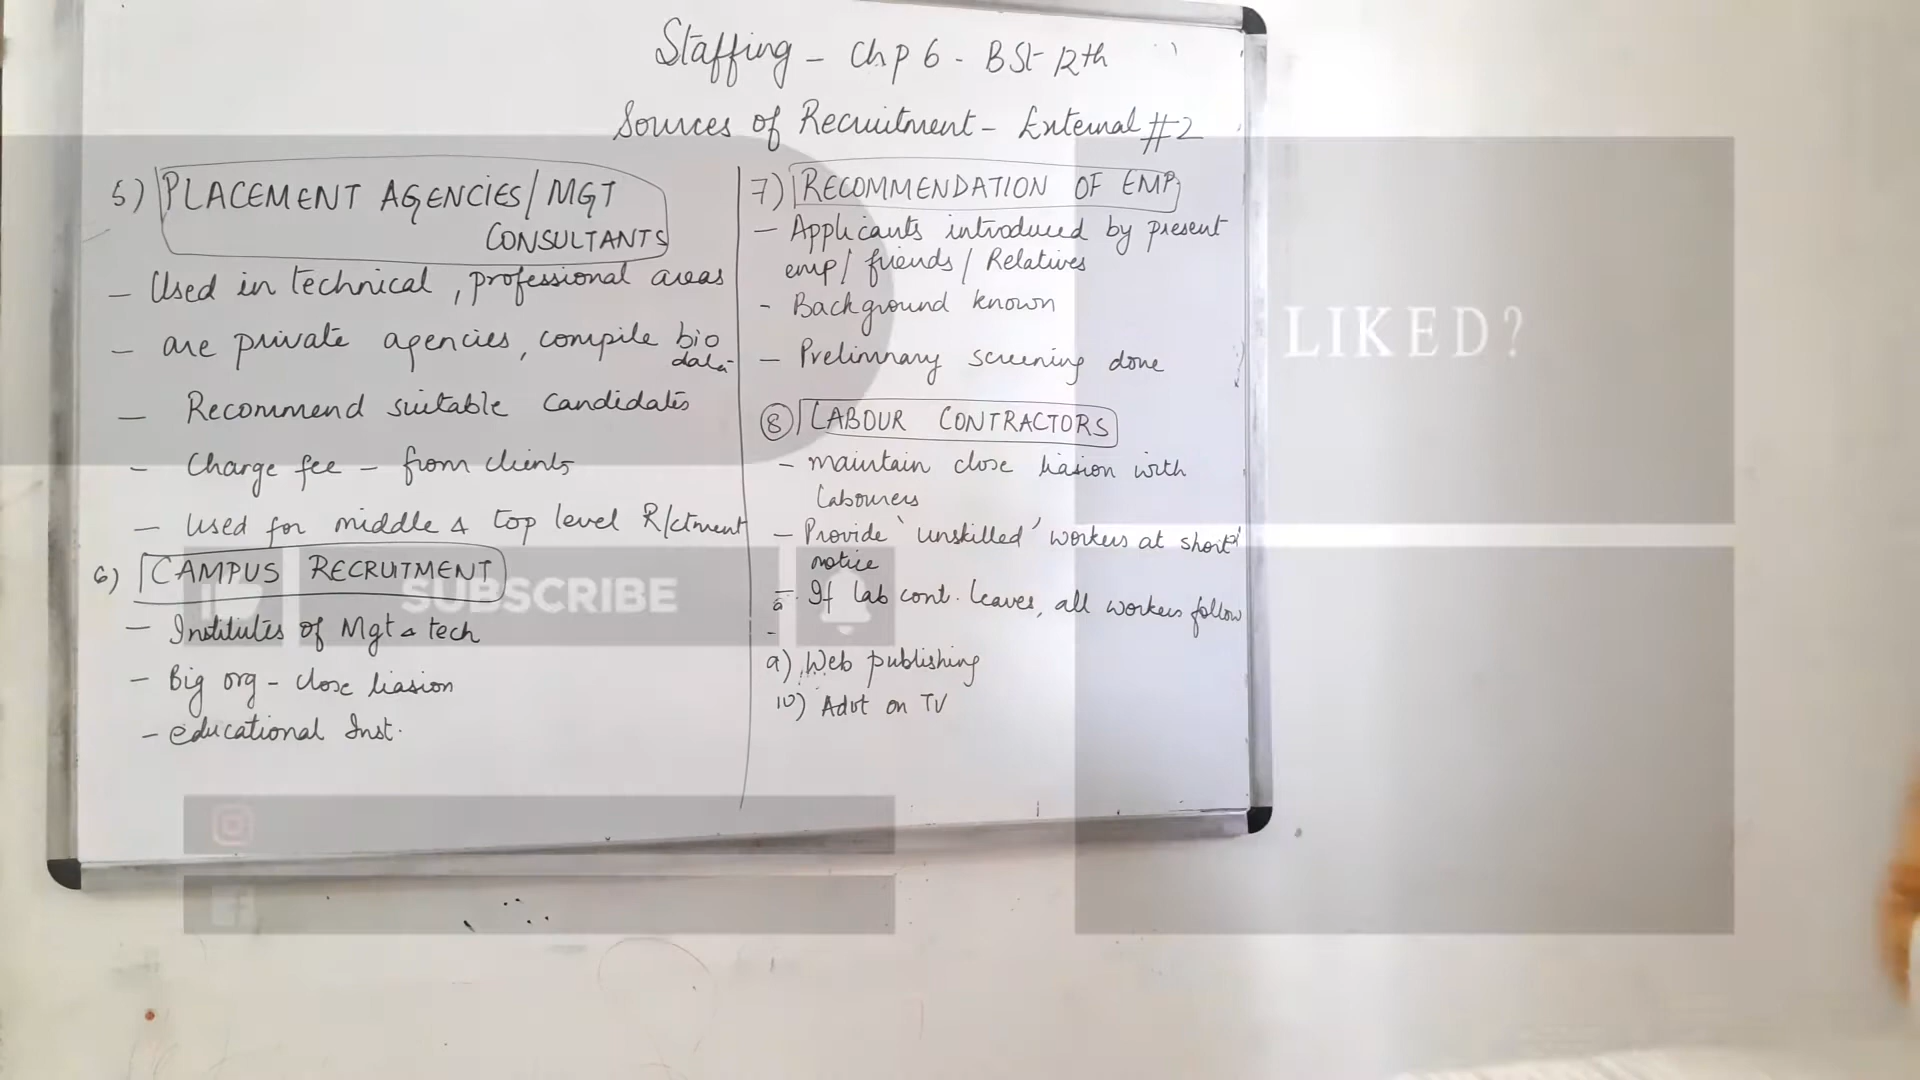 Staffing - Chp 6 - BSt 12th
Sources of Recruitment - External #2
5) PLACEMENT AGENCIES/MGT
CONSULTANTS
- Used in technical, professional areas
- are private agencies, compile bio
data
- Recommend suitable candidates
- Charge fee - from clients
- Used for middle & top level R/ctment
6) CAMPUS RECRUTMENT
- Institutes of Mgt & tech
- Big org - close liasion
- educational Inst.
7) RECOMMENDATION OF EMP
- Applicants introduced by present
emp/ friends / Relatives
- Background known
- Prelimnary screening done
8 LABOUR CONTRACTORS
- maintain close liasion with
Labourers
- Provide 'unskilled' workers at short
notice
- If lab cont. leaves, all workers follow
-
9) Web publishing
10) Advt on TV
LIKED?
SUBSCRIBE